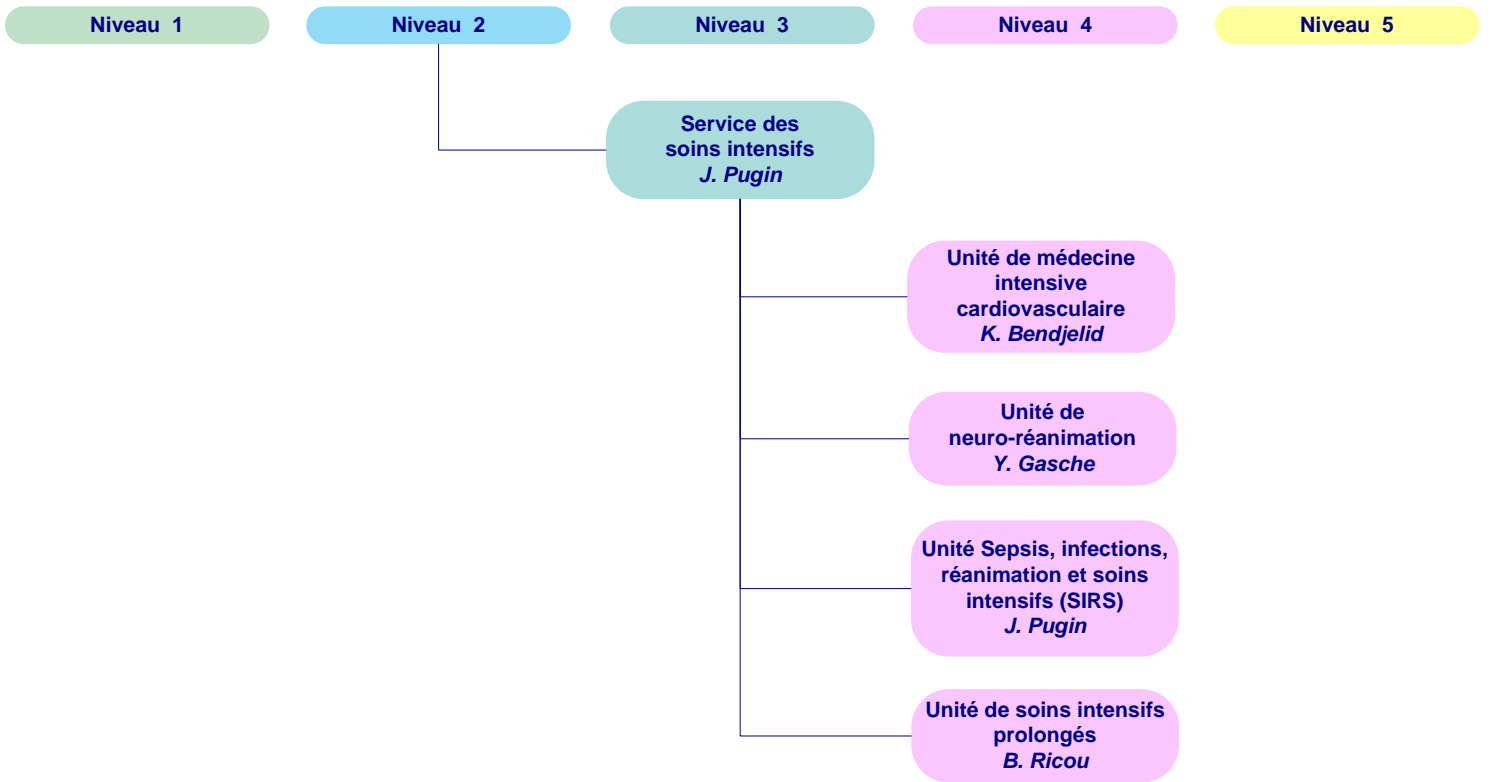 Niveau 1
Niveau 2
Niveau 3
Niveau 4
Niveau 5
Service des
soins intensifs
J. Pugin
Unité de médecine
intensive
cardiovasculaire
K. Bendjelid
Unité de
neuro-réanimation
Y. Gasche
Unité Sepsis, infections,
réanimation et soins
intensifs (SIRS)
J. Pugin
Unité de soins intensifs
prolongés
B. Ricou